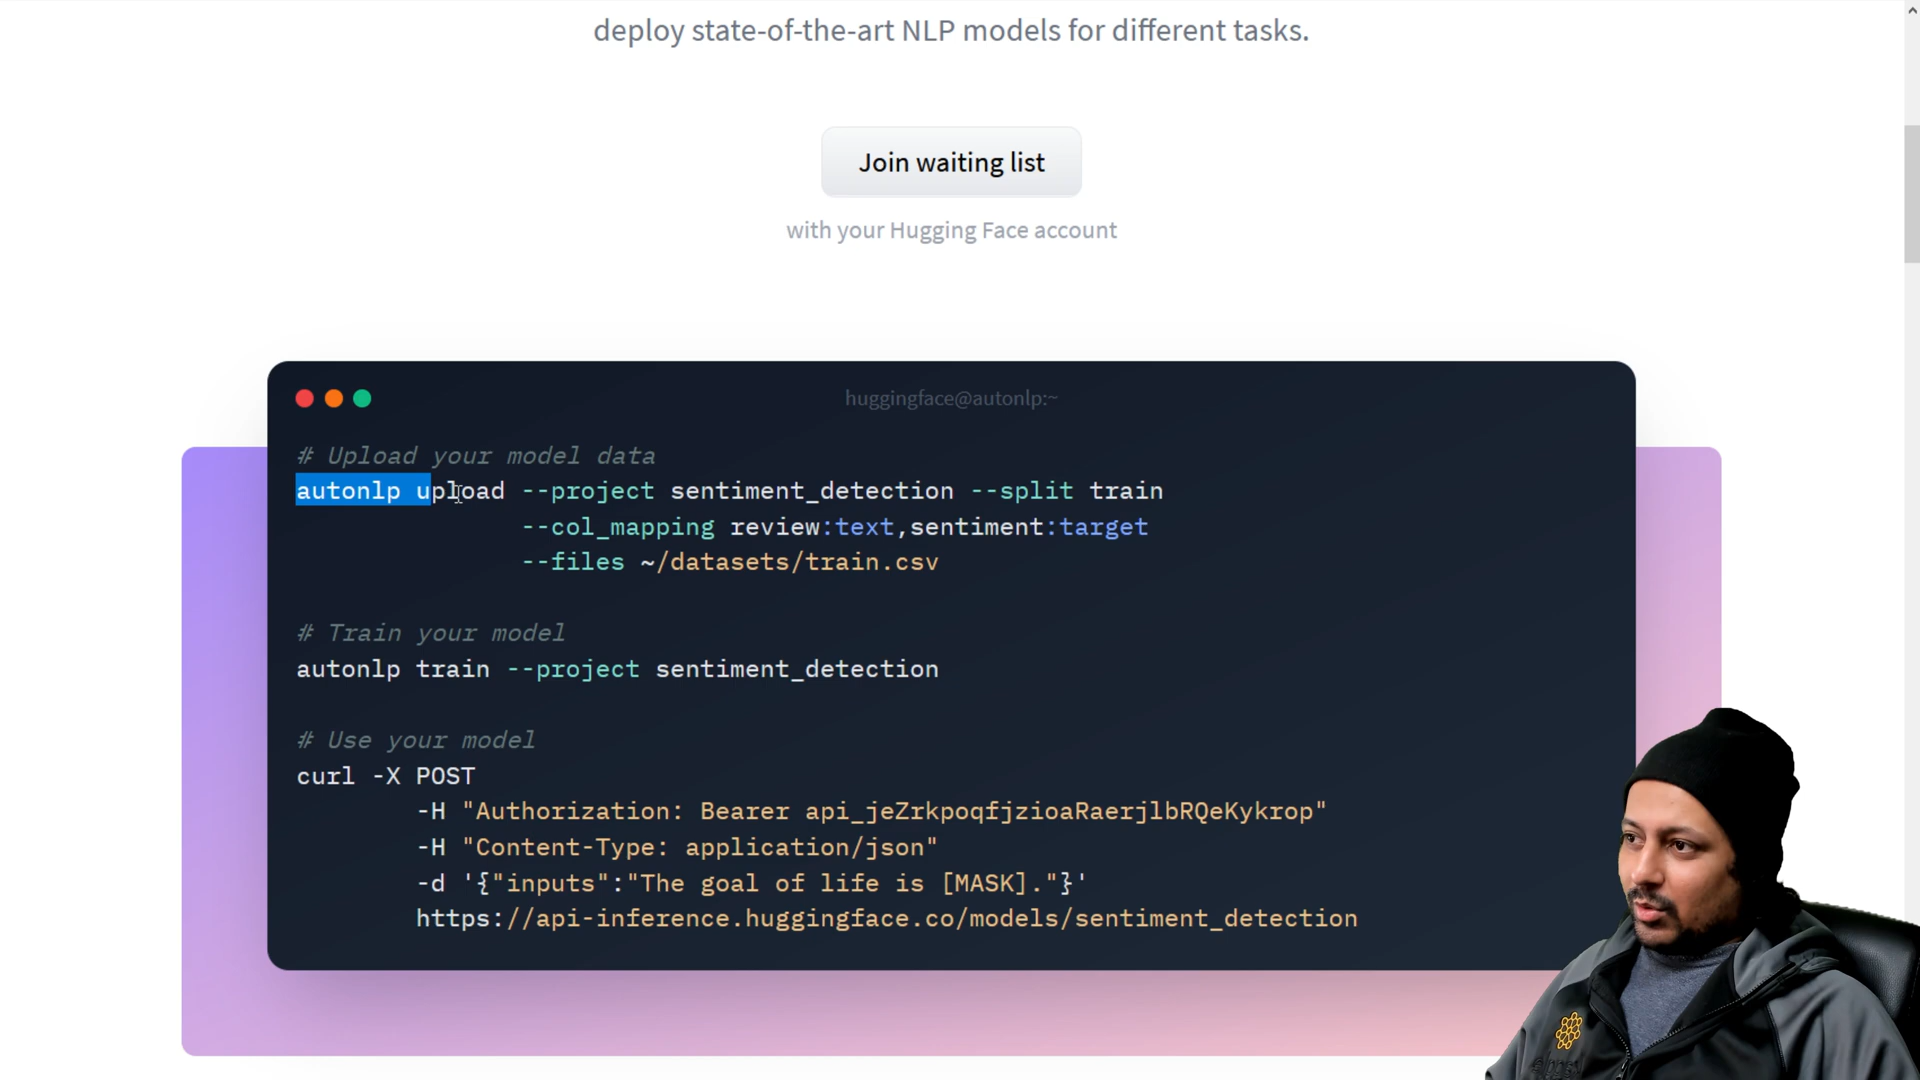 deploy state-of-the-art NLP models for different tasks.
Join waiting list
with your Hugging Face account
huggingface@autonlp:~
# Upload your model data
autonlp upload --project sentiment_detection --split train
--col_mapping review:text,sentiment:target
--files ~/datasets/train.csv
# Train your model
autonlp train --project sentiment_detection
# Use your model
curl -X POST
-H "Authorization: Bearer api_jeZrkpoqfjzioaRaerjlbRQeKykrop"
-H "Content-Type: application/json"
-d '{"inputs":"The goal of life is [MASK]."}'
https://api-inference.huggingface.co/models/sentiment_detection